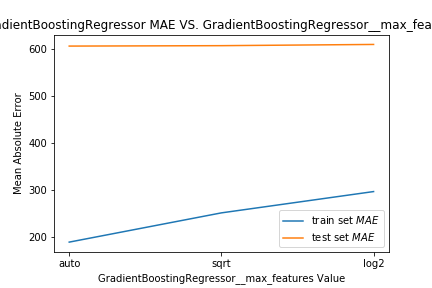 adientBoostingRegressor MAE VS. GradientBoostingRegressor__max_fea
600
500
400
300
200
Mean Absolute Error
train set MAE
test set MAE
auto
sqrt
log2
GradientBoostingRegressor__max_features Value